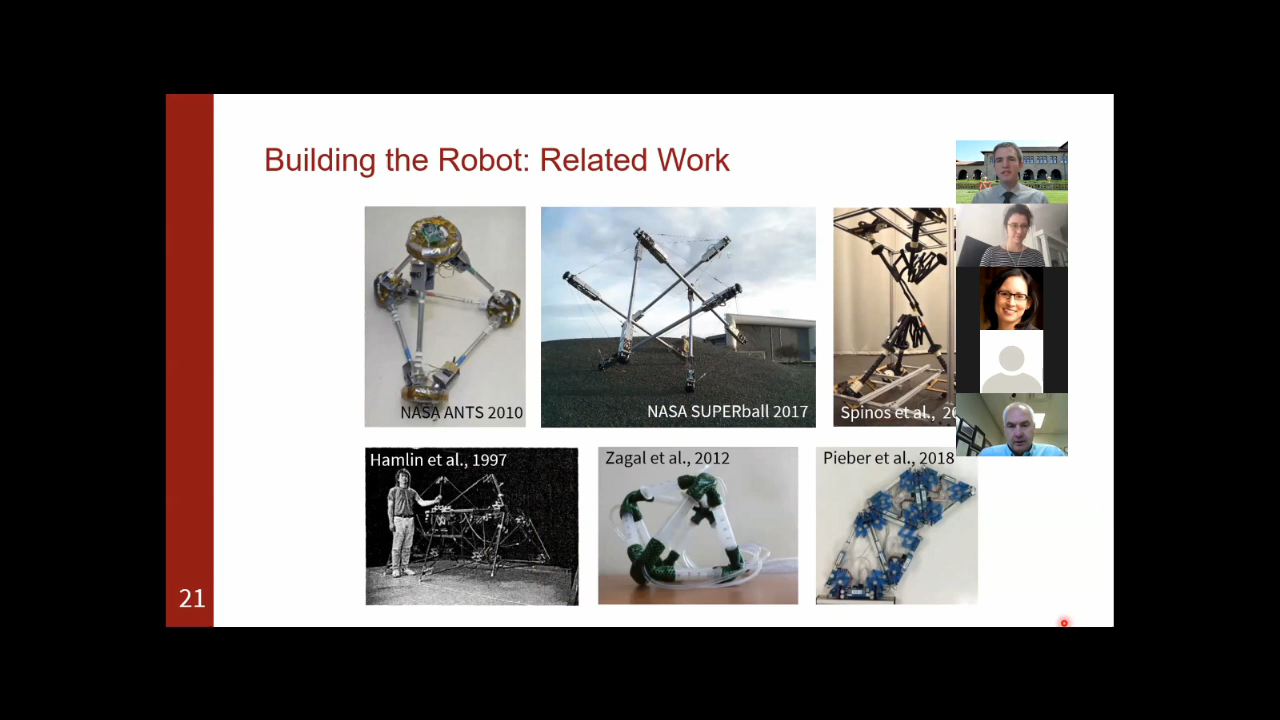 Building the Robot: Related Work
NASA ANTS 2010
NASA SUPERball 2017
Spinos et al.,
Hamlin et al., 1997
Zagal et al., 2012
Pieber et al., 2018
21